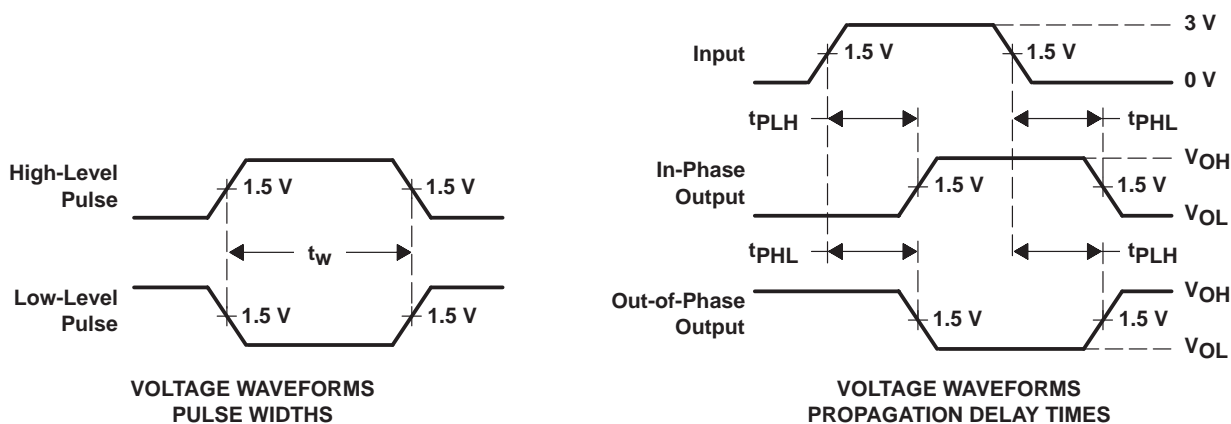 High-Level
Pulse
1.5 V
1.5 V
tw
Low-Level
Pulse
1.5 V
1.5 V
VOLTAGE WAVEFORMS
PULSE WIDTHS
Input
1.5 V
1.5 V
3 V
0 V
tPLH
tPHL
In-Phase
Output
1.5 V
1.5 V
VOH
VOL
tPHL
tPLH
Out-of-Phase
Output
1.5 V
1.5 V
VOH
VOL
VOLTAGE WAVEFORMS
PROPAGATION DELAY TIMES